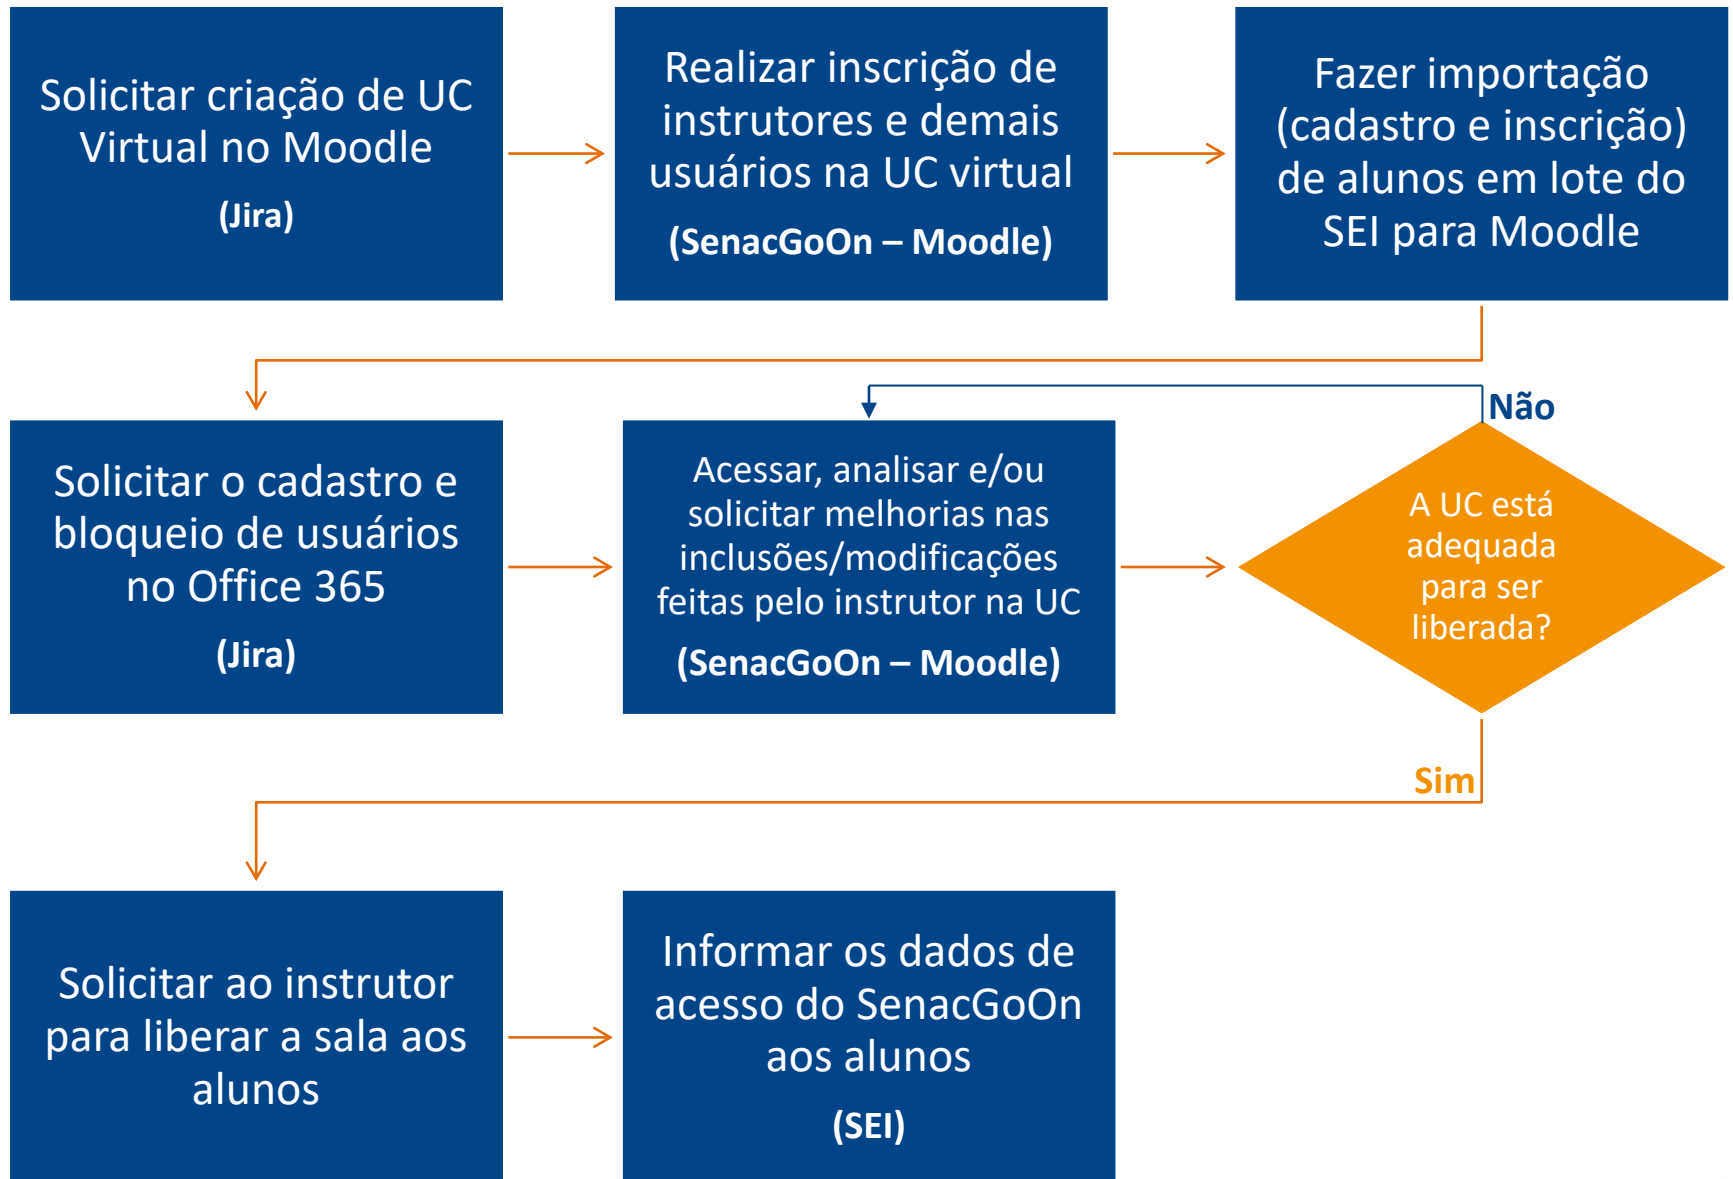 Solicitar criação de UC
Virtual no Moodle
(Jira)
Realizar inscrição de
instrutores e demais
usuários na UC virtual
(SenacGoOn – Moodle)
Fazer importação
(cadastro e inscrição)
de alunos em lote do
SEI para Moodle
Solicitar o cadastro e
bloqueio de usuários
no Office 365
(Jira)
Acessar, analisar e/ou
solicitar melhorias nas
inclusões/modificações
feitas pelo instrutor na UC
(SenacGoOn – Moodle)
Não
A UC está
adequada
para ser
liberada?
Sim
Solicitar ao instrutor
para liberar a sala aos
alunos
Informar os dados de
acesso do SenacGoOn
aos alunos
(SEI)